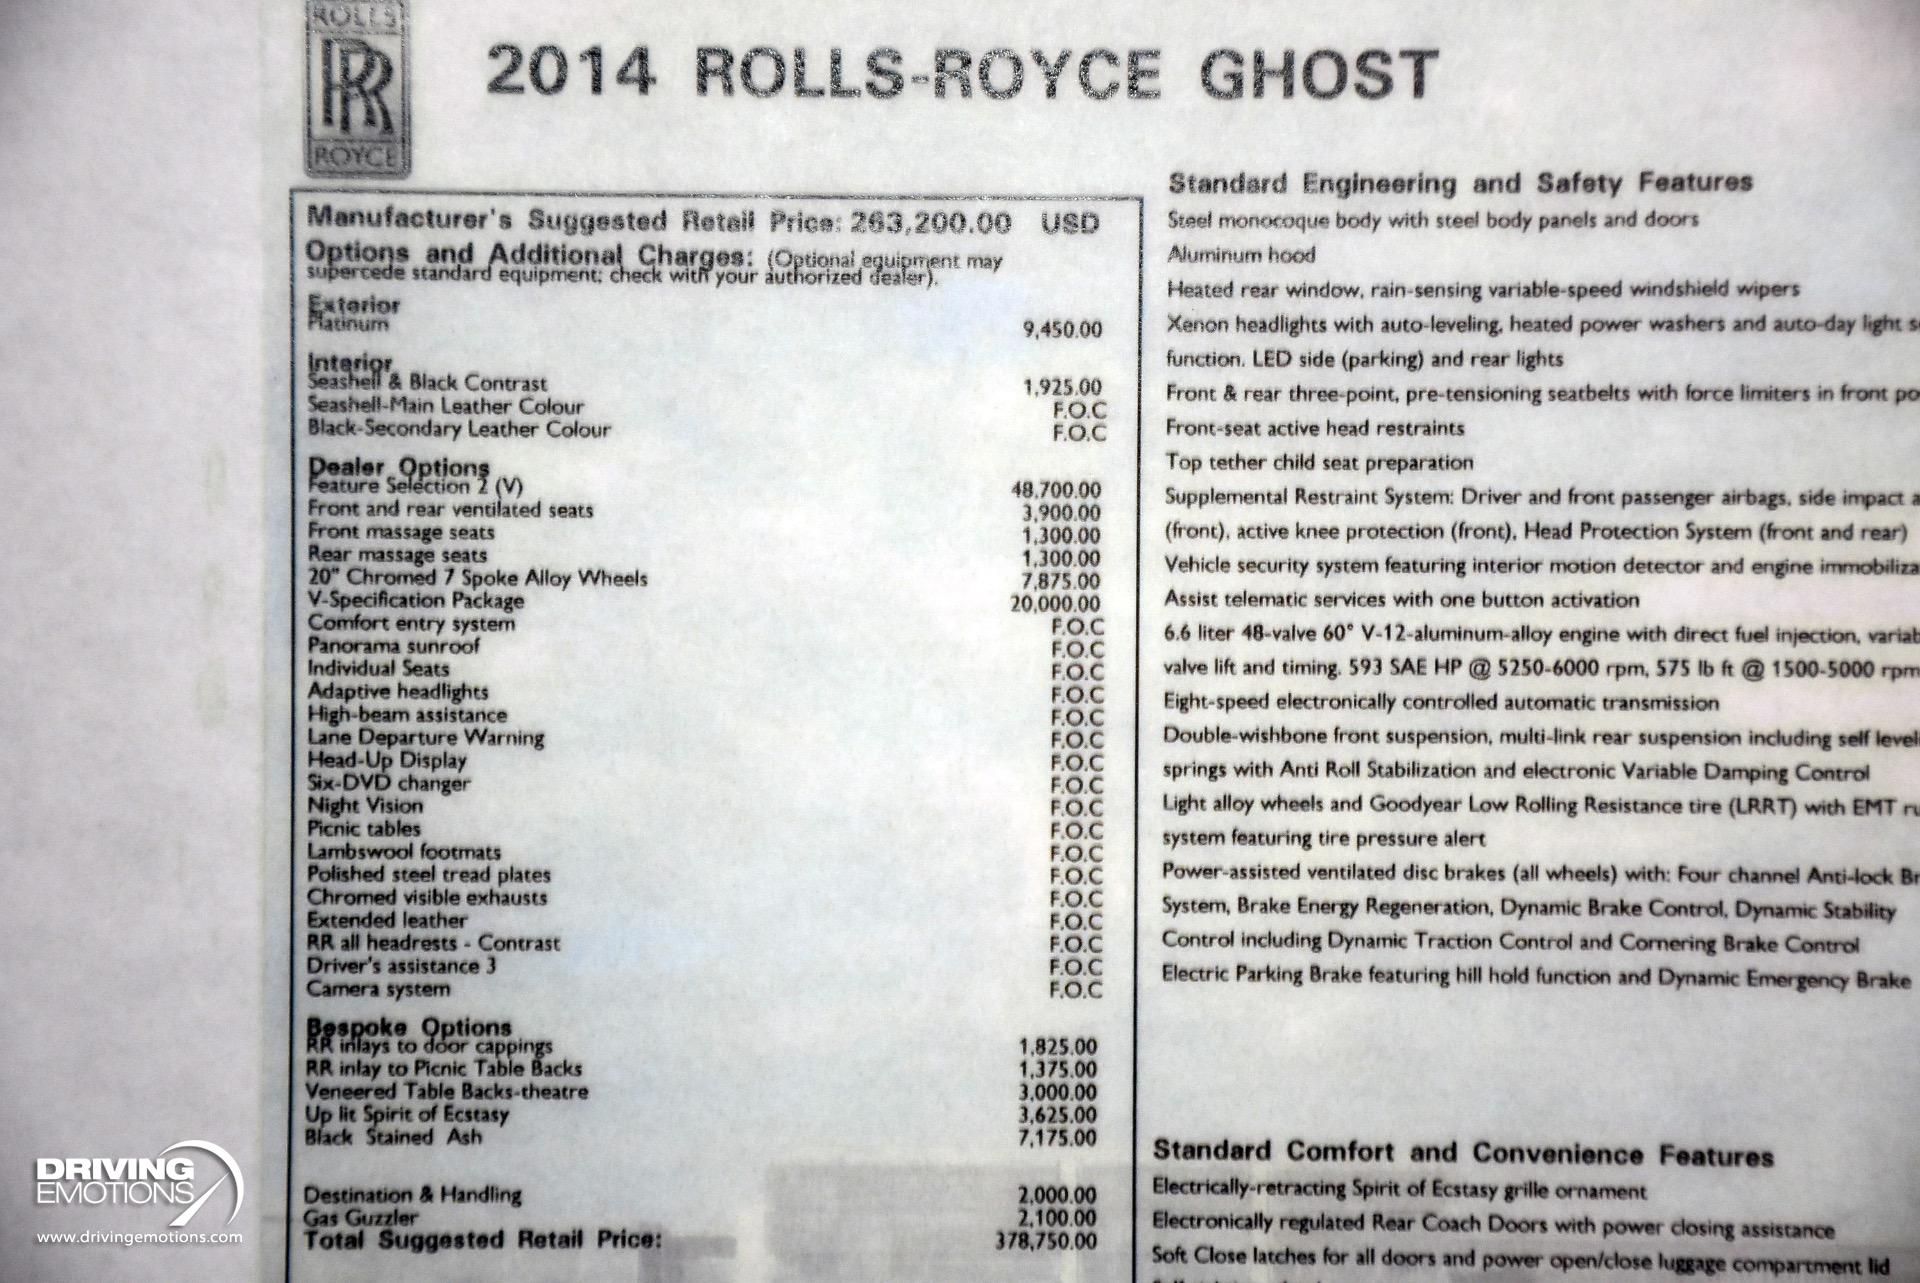 ROLLS
RR
ROYCE
2014 ROLLS-ROYCE GHOST
Manufacturer's Suggested Retail Price: 263,200.00 USD
Options and Additional Charges: (Optional equipment may
supercede standard equipment; check with your authorized dealer).
Exterior
Platinum 9,450.00
Interior
Seashell & Black Contrast 1,925.00
Seashell-Main Leather Colour F.O.C
Black-Secondary Leather Colour F.O.C
Dealer Options
Feature Selection 2 (V) 48,700.00
Front and rear ventilated seats 3,900.00
Front massage seats 1,300.00
Rear massage seats 1,300.00
20" Chromed 7 Spoke Alloy Wheels 7,875.00
V-Specification Package 20,000.00
Comfort entry system F.O.C
Panorama sunroof F.O.C
Individual Seats F.O.C
Adaptive headlights F.O.C
High-beam assistance F.O.C
Lane Departure Warning F.O.C
Head-Up Display F.O.C
Six-DVD changer F.O.C
Night Vision F.O.C
Picnic tables F.O.C
Lambswool footmats F.O.C
Polished steel tread plates F.O.C
Chromed visible exhausts F.O.C
Extended leather F.O.C
RR all headrests - Contrast F.O.C
Driver's assistance 3 F.O.C
Camera system F.O.C
Bespoke Options
RR inlays to door cappings 1,825.00
RR inlay to Picnic Table Backs 1,375.00
Veneered Table Backs-theatre 3,000.00
Up lit Spirit of Ecstasy 3,625.00
Black Stained Ash 7,175.00
Destination & Handling 2,000.00
Gas Guzzler 2,100.00
Total Suggested Retail Price: 378,750.00
Standard Engineering and Safety Features
Steel monocoque body with steel body panels and doors
Aluminum hood
Heated rear window, rain-sensing variable-speed windshield wipers
Xenon headlights with auto-leveling, heated power washers and auto-day light
function. LED side (parking) and rear lights
Front & rear three-point, pre-tensioning seatbelts with force limiters in front
Front-seat active head restraints
Top tether child seat preparation
Supplemental Restraint System: Driver and front passenger airbags, side impact
(front), active knee protection (front), Head Protection System (front and rear)
Vehicle security system featuring interior motion detector and engine immobiliza
Assist telematic services with one button activation
6.6 liter 48-valve 60° V-12-aluminum-alloy engine with direct fuel injection, variab
valve lift and timing. 593 SAE HP @ 5250-6000 rpm, 575 lb ft @ 1500-5000 rpm
Eight-speed electronically controlled automatic transmission
Double-wishbone front suspension, multi-link rear suspension including self level
springs with Anti Roll Stabilization and electronic Variable Damping Control
Light alloy wheels and Goodyear Low Rolling Resistance tire (LRRT) with EMT ru
system featuring tire pressure alert
Power-assisted ventilated disc brakes (all wheels) with: Four channel Anti-lock Br
System, Brake Energy Regeneration, Dynamic Brake Control, Dynamic Stability
Control including Dynamic Traction Control and Cornering Brake Control
Electric Parking Brake featuring hill hold function and Dynamic Emergency Brake
Standard Comfort and Convenience Features
Electrically-retracting Spirit of Ecstasy grille ornament
Electronically regulated Rear Coach Doors with power closing assistance
Soft Close latches for all doors and power open/close luggage compartment lid
DRIVING
EMOTIONS
www.drivingemotions.com